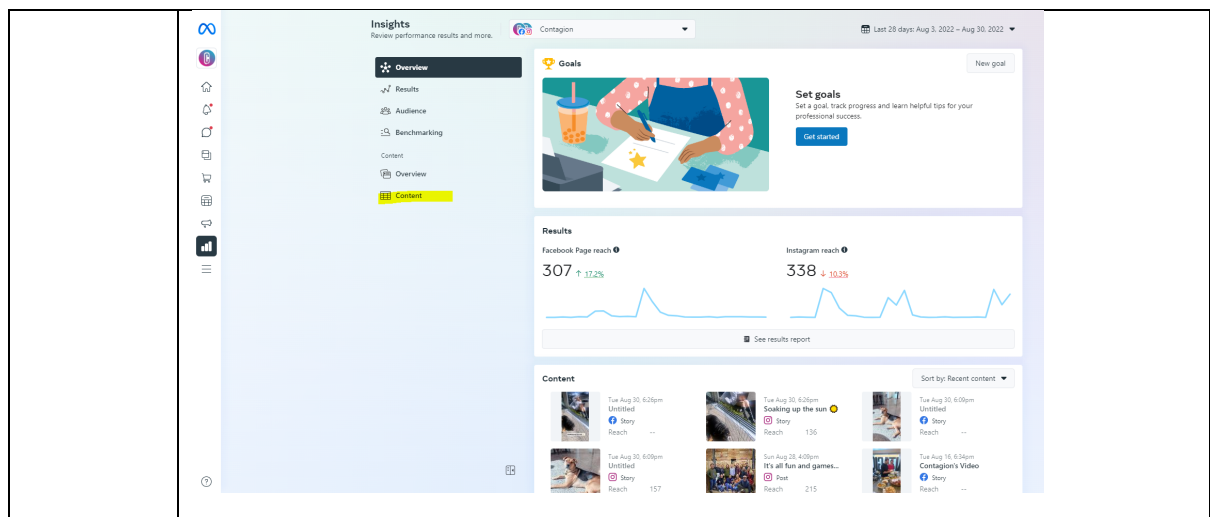 Insights
Review performance results and more.
Contagion
Last 28 days: Aug 3, 2022 – Aug 30, 2022
Overview
Results
Audience
Benchmarking
Content
Overview
Content
Goals
New goal
Set goals
Set a goal, track progress and learn helpful tips for your
professional success.
Get started
Results
Facebook Page reach
307 ↑ 17.2%
Instagram reach
338 ↓ 10.3%
See results report
Content
Sort by: Recent content
Tue Aug 30, 6:26pm
Untitled
Story
Reach --
Tue Aug 30, 6:26pm
Soaking up the sun
Story
Reach 136
Tue Aug 30, 6:09pm
Untitled
Story
Reach --
Tue Aug 30, 6:09pm
Untitled
Story
Reach 157
Sun Aug 28, 4:09pm
It's all fun and games...
Post
Reach 215
Tue Aug 16, 6:34pm
Contagion's Video
Story
Reach --